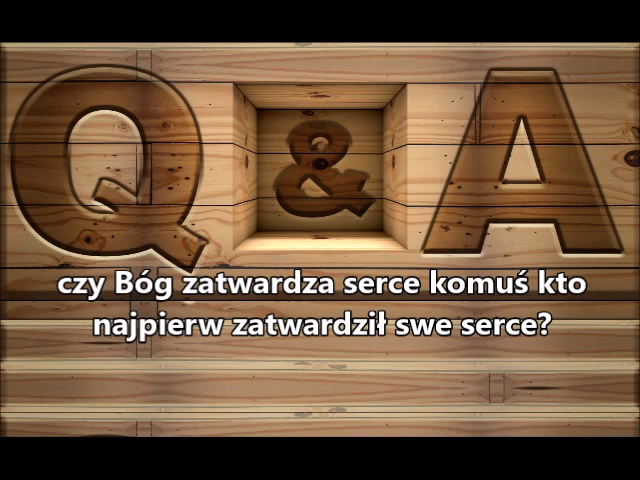 Q & A
czy Bóg zatwardza serce komuś kto
najpierw zatwardził swe serce?